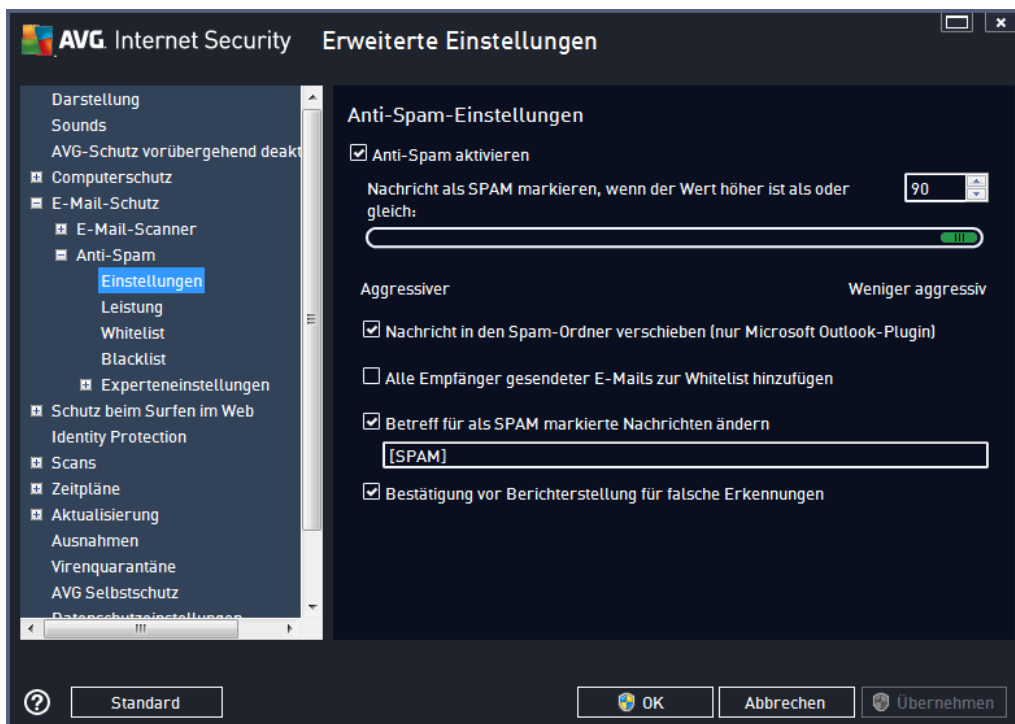 AVG. Internet Security Erweiterte Einstellungen
Darstellung
Sounds
AVG-Schutz vorübergehend deakt
Computerschutz
E-Mail-Schutz
E-Mail-Scanner
Anti-Spam
Einstellungen
Leistung
Whitelist
Blacklist
Experteneinstellungen
Schutz beim Surfen im Web
Identity Protection
Scans
Zeitpläne
Aktualisierung
Ausnahmen
Virenquarantäne
AVG Selbstschutz
Datenschutzeinstellungen
Anti-Spam-Einstellungen
Anti-Spam aktivieren
Nachricht als SPAM markieren, wenn der Wert höher ist als oder
gleich:
90
Aggressiver Weniger aggressiv
Nachricht in den Spam-Ordner verschieben (nur Microsoft Outlook-Plugin)
Alle Empfänger gesendeter E-Mails zur Whitelist hinzufügen
Betreff für als SPAM markierte Nachrichten ändern
[SPAM]
Bestätigung vor Berichterstellung für falsche Erkennungen
? Standard OK Abbrechen Übernehmen